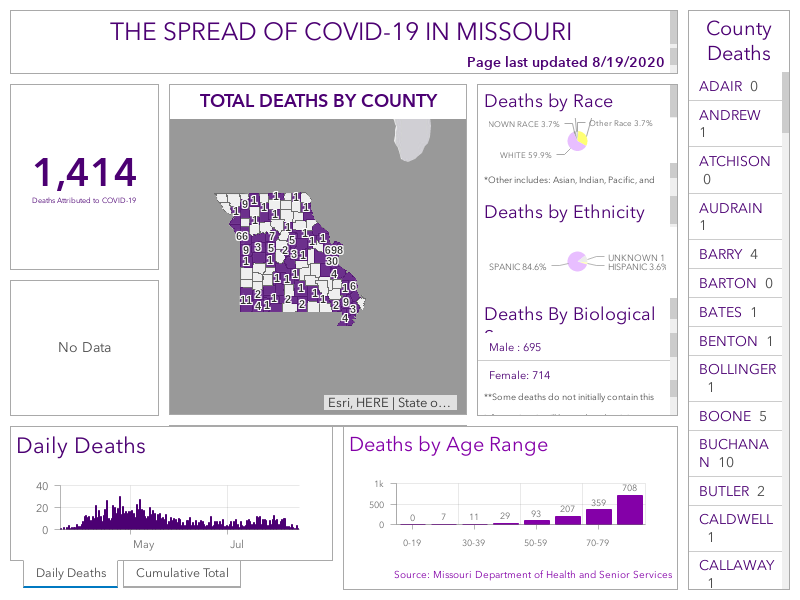 THE SPREAD OF COVID-19 IN MISSOURI
Page last updated 8/19/2020
1,414
Deaths Attributed to COVID-19
No Data
TOTAL DEATHS BY COUNTY
698
66
30
11
Esri, HERE | State o…
Deaths by Race
NOWN RACE 3.7%
Other Race 3.7%
WHITE 59.9%
*Other includes: Asian, Indian, Pacific, and
Deaths by Ethnicity
SPANIC 84.6%
UNKNOWN 1
HISPANIC 3.6%
Deaths By Biological
Male : 695
Female: 714
**Some deaths do not initially contain this
County
Deaths
ADAIR 0
ANDREW
1
ATCHISON
0
AUDRAIN
1
BARRY 4
BARTON 0
BATES 1
BENTON 1
BOLLINGER
1
BOONE 5
BUCHANA
N 10
BUTLER 2
CALDWELL
1
CALLAWAY
1
Daily Deaths
40
20
0
May
Jul
Daily Deaths
Cumulative Total
Deaths by Age Range
1k
500
0
0
7
11
29
93
207
359
708
0-19
30-39
50-59
70-79
Source: Missouri Department of Health and Senior Services